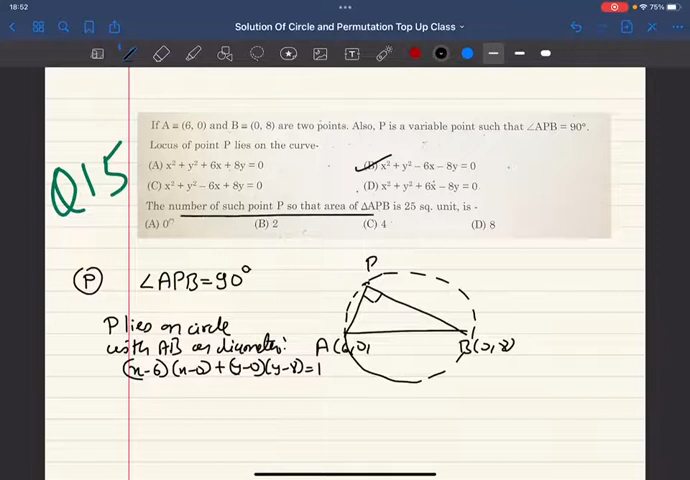 18:52
75%
Solution Of Circle and Permutation Top Up Class
Q15
If A ≡ (6, 0) and B ≡ (0, 8) are two points. Also, P is a variable point such that ∠APB = 90°.
Locus of point P lies on the curve-
(A) x² + y² + 6x + 8y = 0
(B) x² + y² – 6x – 8y = 0
(C) x² + y² – 6x + 8y = 0
(D) x² + y² + 6x – 8y = 0
The number of such point P so that area of ΔAPB is 25 sq. unit, is -
(A) 0
(B) 2
(C) 4
(D) 8
P
∠APB = 90°
P
P lies on circle
with AB as diameter:
A(6,0)
B(0,8)
(x-6)(x-0)+(y-0)(y-8)=1